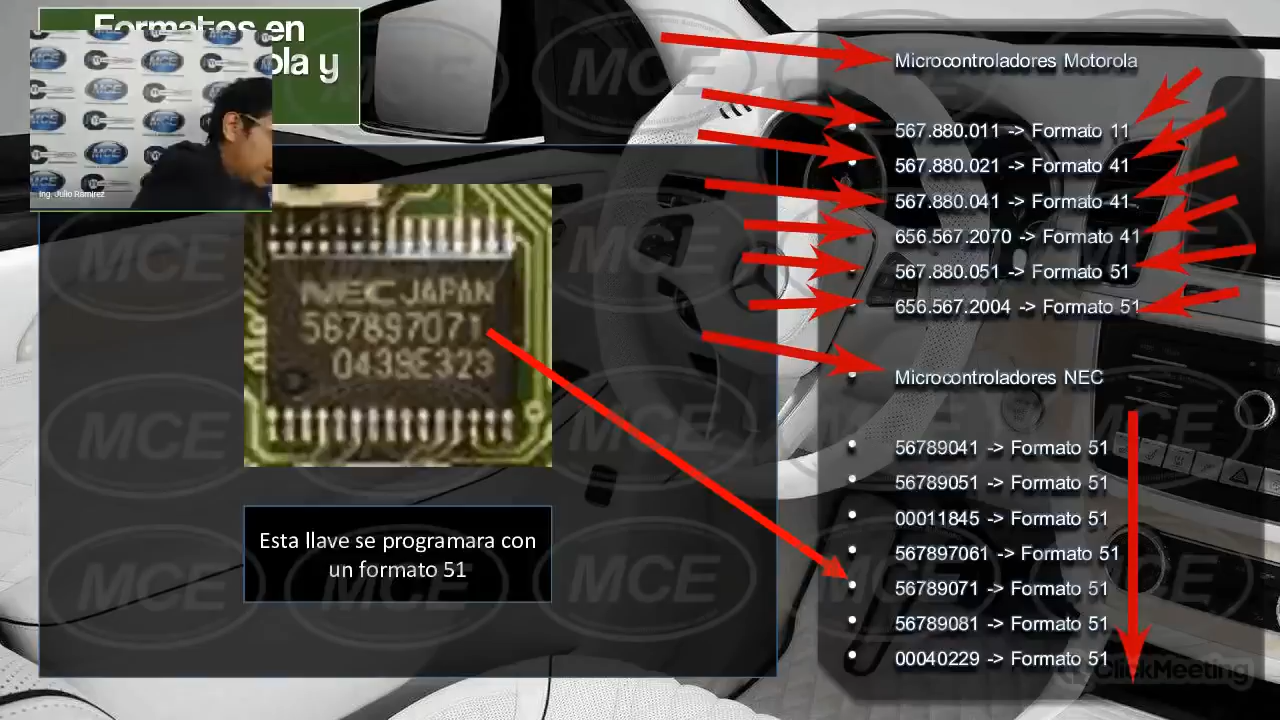 Formatos en
ola y
MCE
Ing. Julio Ramirez
NEC JAPAN
567897071
0439E323
Esta llave se programara con
un formato 51
Microcontroladores Motorola
567.880.011 -> Formato 11
567.880.021 -> Formato 41
567.880.041 -> Formato 41
656.567.2070 -> Formato 41
567.880.051 -> Formato 51
656.567.2004 -> Formato 51
Microcontroladores NEC
56789041 -> Formato 51
56789051 -> Formato 51
00011845 -> Formato 51
567897061 -> Formato 51
56789071 -> Formato 51
56789081 -> Formato 51
00040229 -> Formato 51
ClickMeeting